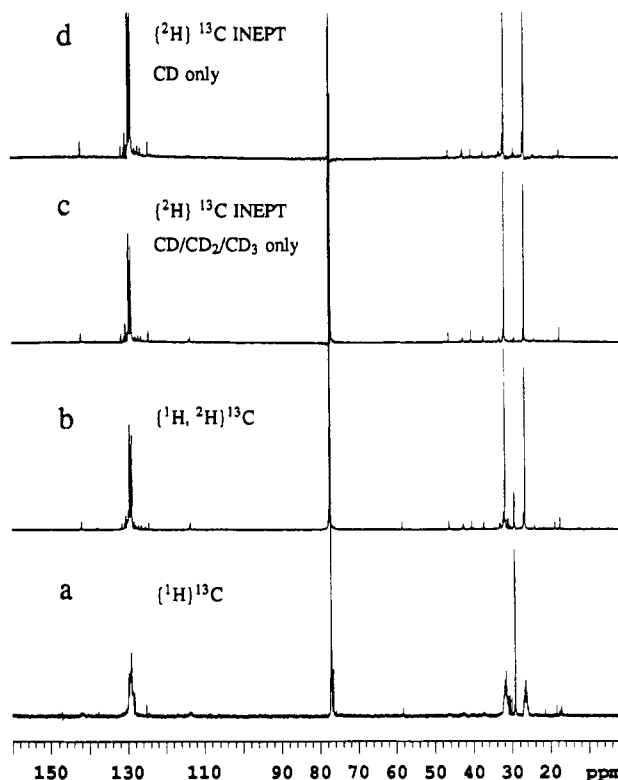 d {²H} ¹³C INEPT
CD only
c {²H} ¹³C INEPT
CD/CD₂/CD₃ only
b {¹H, ²H}¹³C
a {¹H}¹³C
160 130 110 90 80 70 60 50 40 30 20 ppm